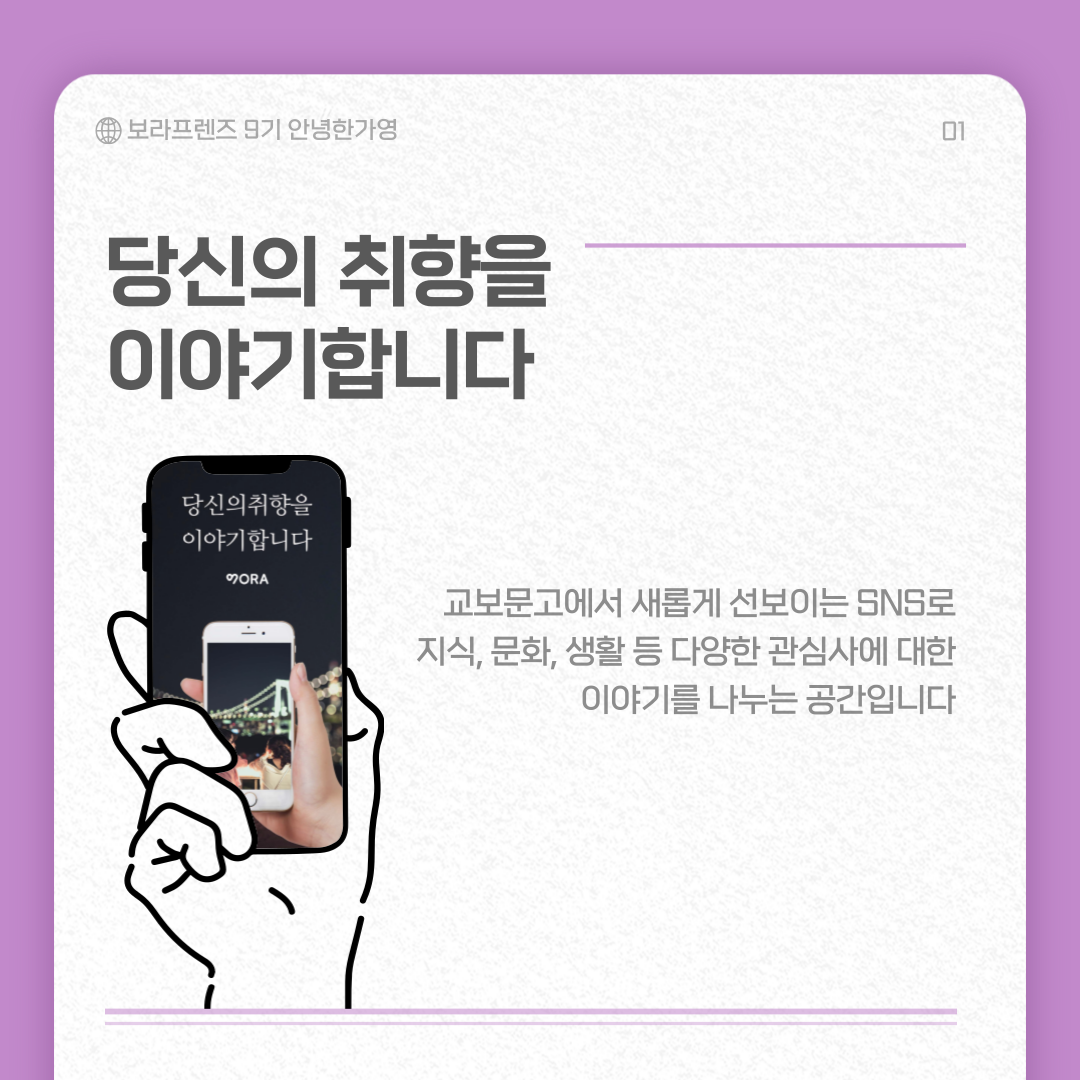 보라프렌즈 9기 안녕한가영
01
당신의 취향을
이야기합니다
당신의취향을
이야기합니다
BORA
교보문고에서 새롭게 선보이는 SNS로
지식, 문화, 생활 등 다양한 관심사에 대한
이야기를 나누는 공간입니다